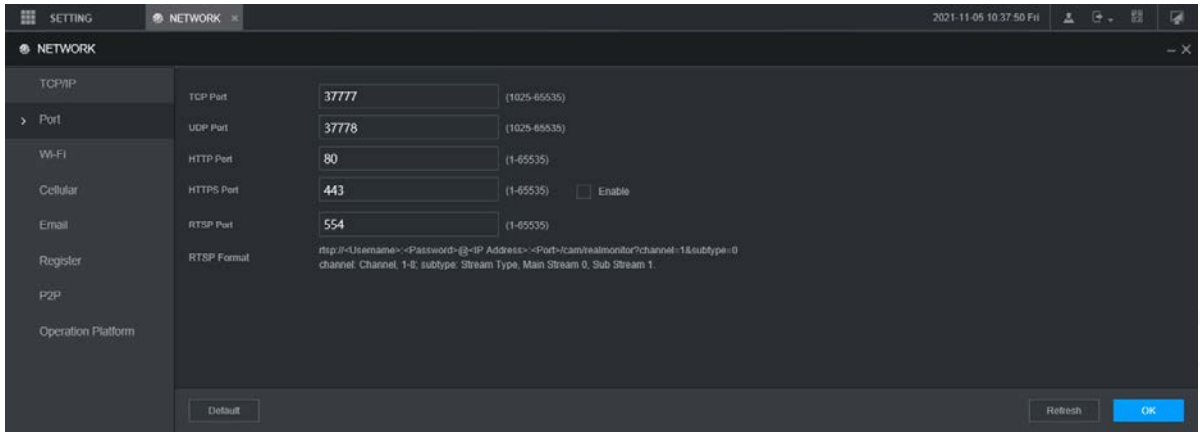 SETTING NETWORK × 2021-11-05 10:37:50 Fri
NETWORK
TCP/IP
Port
Wi-Fi
Cellular
Email
Register
P2P
Operation Platform
TCP Port 37777 (1025-65535)
UDP Port 37778 (1025-65535)
HTTP Port 80 (1-65535)
HTTPS Port 443 (1-65535) Enable
RTSP Port 554 (1-65535)
RTSP Format rtsp://<Username>:<Password>@<IP Address>:<Port>/cam/realmonitor?channel=1&subtype=0
channel: Channel, 1-8; subtype: Stream Type, Main Stream 0, Sub Stream 1.
Default Refresh OK